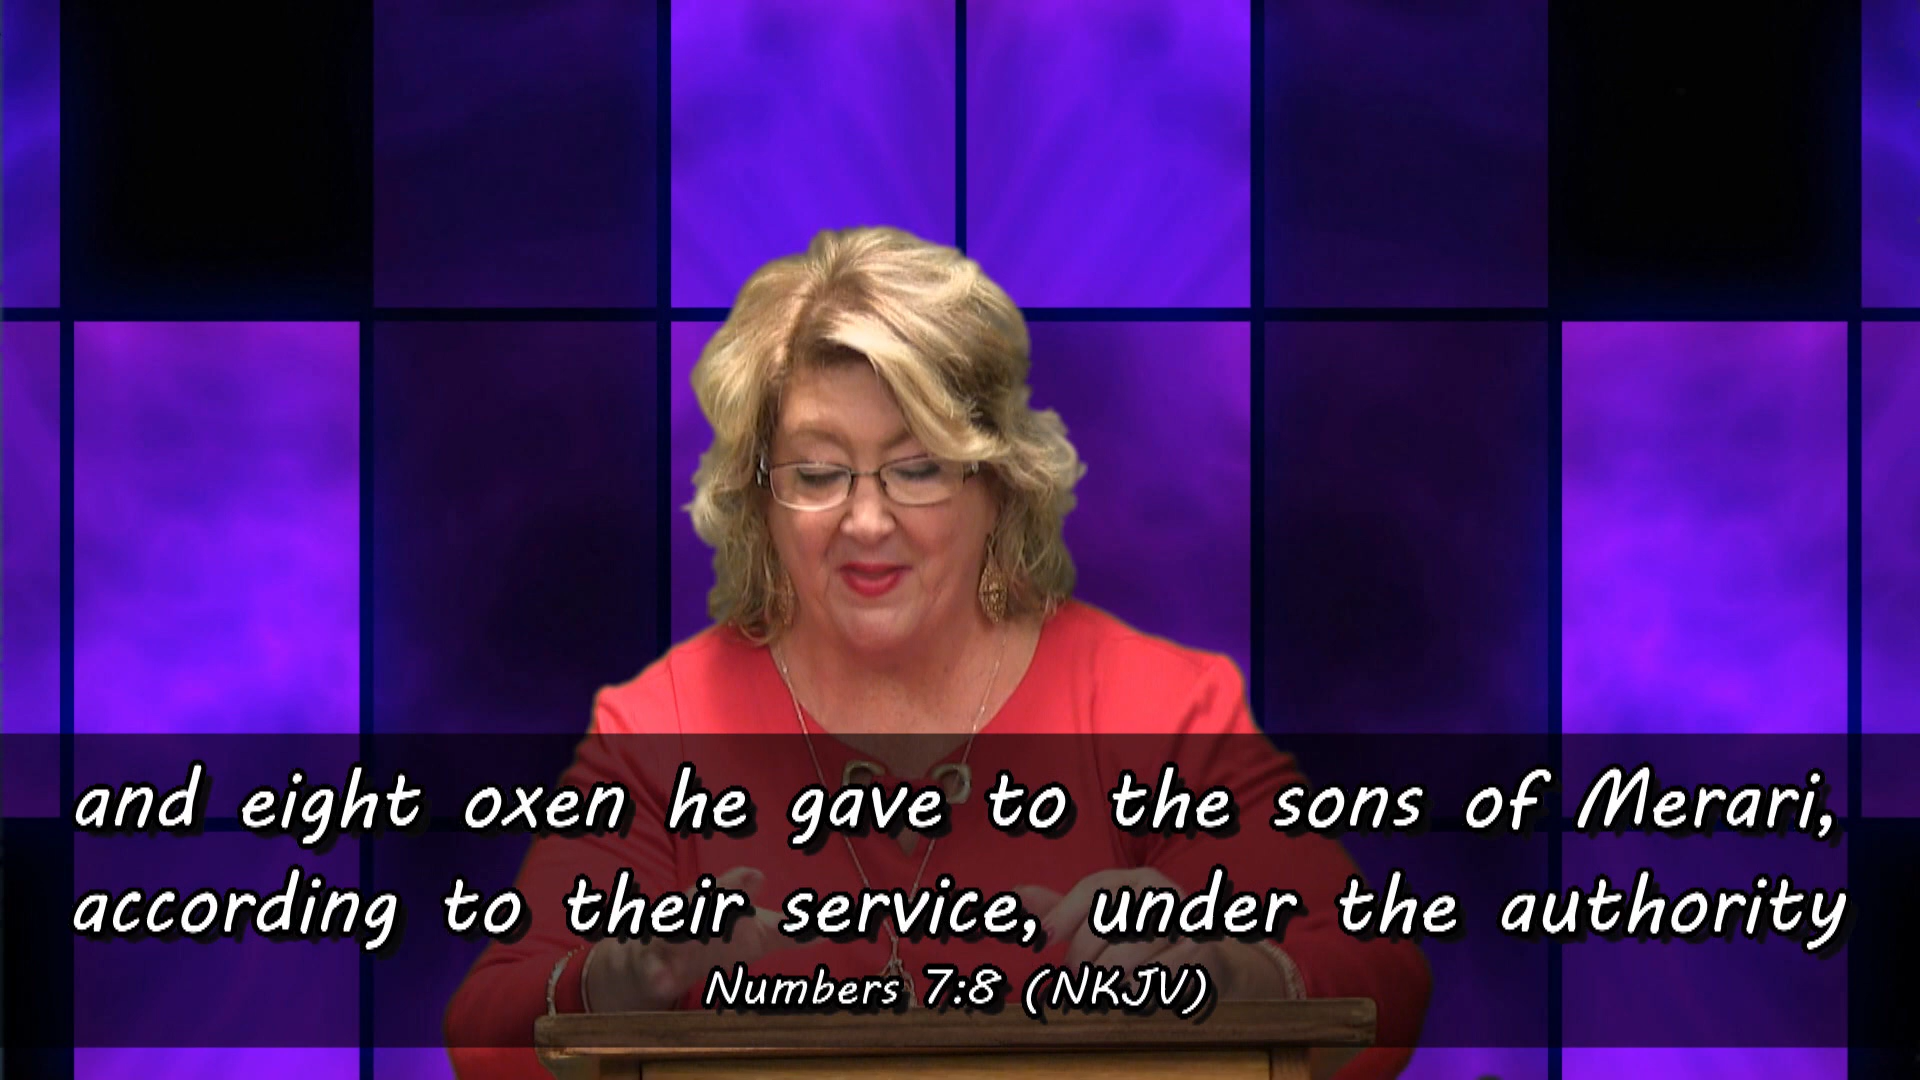 and eight oxen he gave to the sons of Merari,
according to their service, under the authority
Numbers 7:8 (NKJV)